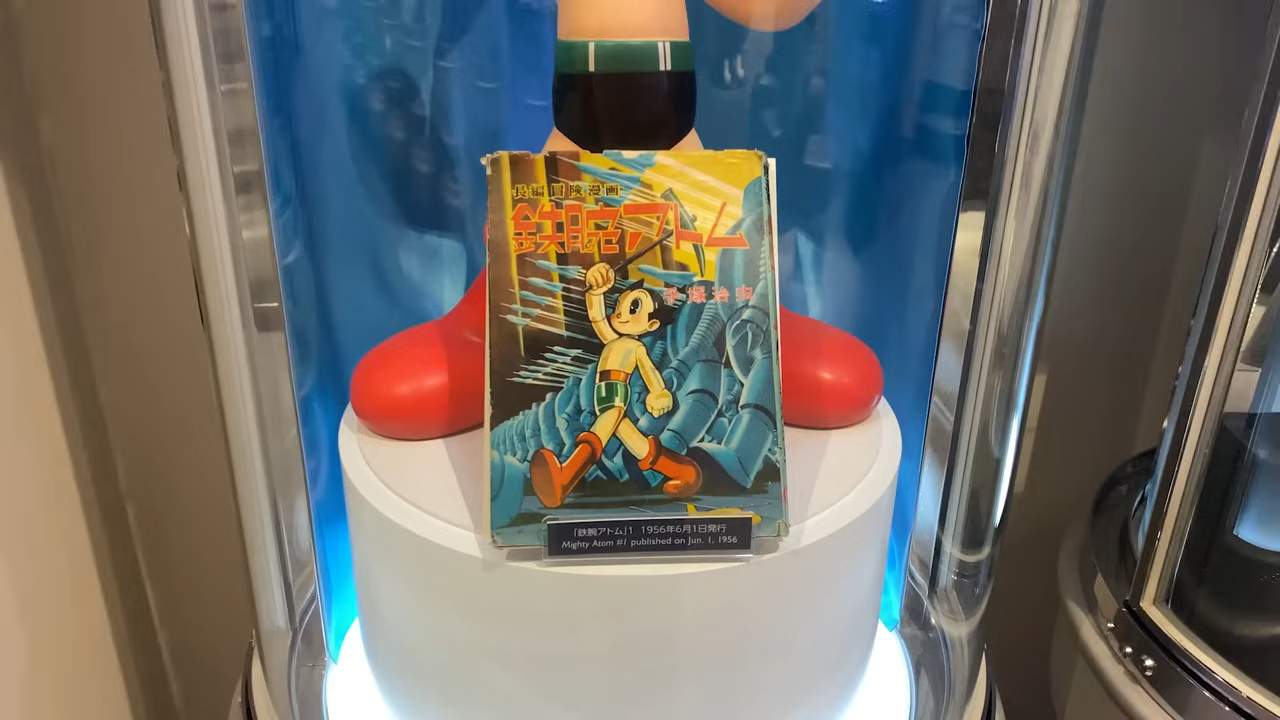 長編冒険漫画
鉄腕アトム
手塚治虫
「鉄腕アトム」1 1956年6月1日発行
Mighty Atom #1 published on Jun. 1, 1956